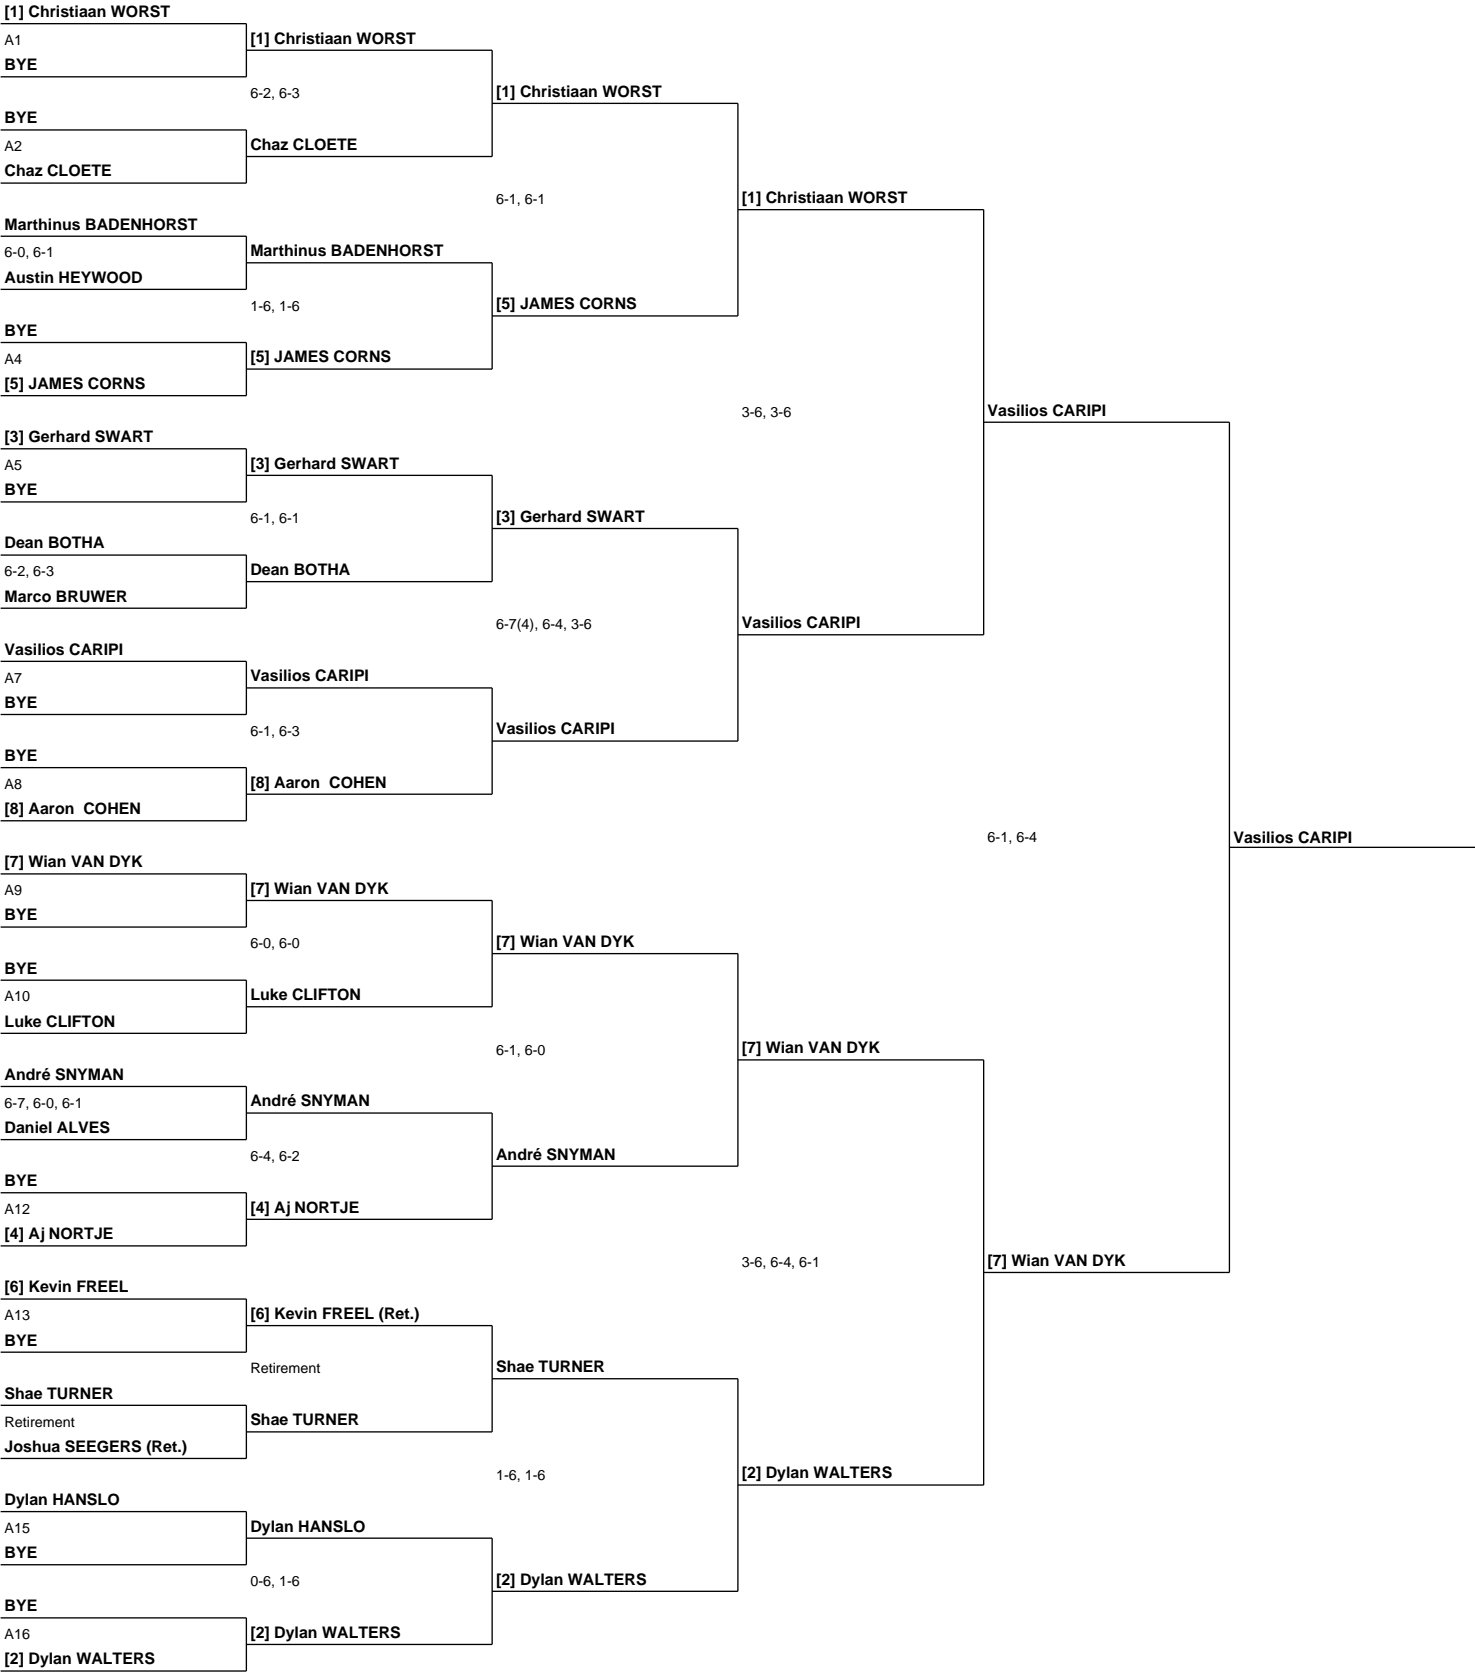 [1] Christiaan WORST
A1
BYE
BYE
A2
Chaz CLOETE
Marthinus BADENHORST
6-0, 6-1
Austin HEYWOOD
BYE
A4
[5] JAMES CORNS
[3] Gerhard SWART
A5
BYE
Dean BOTHA
6-2, 6-3
Marco BRUWER
Vasilios CARIPI
A7
BYE
BYE
A8
[8] Aaron  COHEN
[7] Wian VAN DYK
A9
BYE
BYE
A10
Luke CLIFTON
André SNYMAN
6-7, 6-0, 6-1
Daniel ALVES
BYE
A12
[4] Aj NORTJE
[6] Kevin FREEL
A13
BYE
Shae TURNER
Retirement
Joshua SEEGERS (Ret.)
Dylan HANSLO
A15
BYE
BYE
A16
[2] Dylan WALTERS
[1] Christiaan WORST
6-2, 6-3
Chaz CLOETE
Marthinus BADENHORST
1-6, 1-6
[5] JAMES CORNS
[3] Gerhard SWART
6-1, 6-1
Dean BOTHA
Vasilios CARIPI
6-1, 6-3
[8] Aaron  COHEN
[7] Wian VAN DYK
6-0, 6-0
Luke CLIFTON
André SNYMAN
6-4, 6-2
[4] Aj NORTJE
[6] Kevin FREEL (Ret.)
Retirement
Shae TURNER
Dylan HANSLO
0-6, 1-6
[2] Dylan WALTERS
[1] Christiaan WORST
6-1, 6-1
[5] JAMES CORNS
[3] Gerhard SWART
6-7(4), 6-4, 3-6
Vasilios CARIPI
[7] Wian VAN DYK
6-1, 6-0
André SNYMAN
Shae TURNER
1-6, 1-6
[2] Dylan WALTERS
[1] Christiaan WORST
3-6, 3-6
Vasilios CARIPI
[7] Wian VAN DYK
3-6, 6-4, 6-1
[2] Dylan WALTERS
Vasilios CARIPI
6-1, 6-4
[7] Wian VAN DYK
Vasilios CARIPI